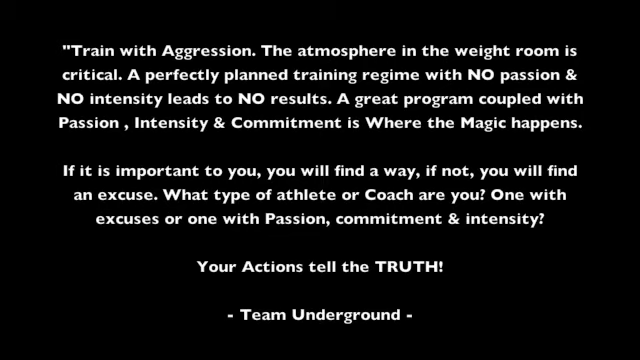 "Train with Aggression. The atmosphere in the weight room is
critical. A perfectly planned training regime with NO passion &
NO intensity leads to NO results. A great program coupled with
Passion , Intensity & Commitment is Where the Magic happens.
If it is important to you, you will find a way, if not, you will find
an excuse. What type of athlete or Coach are you? One with
excuses or one with Passion, commitment & intensity?
Your Actions tell the TRUTH!
- Team Underground -